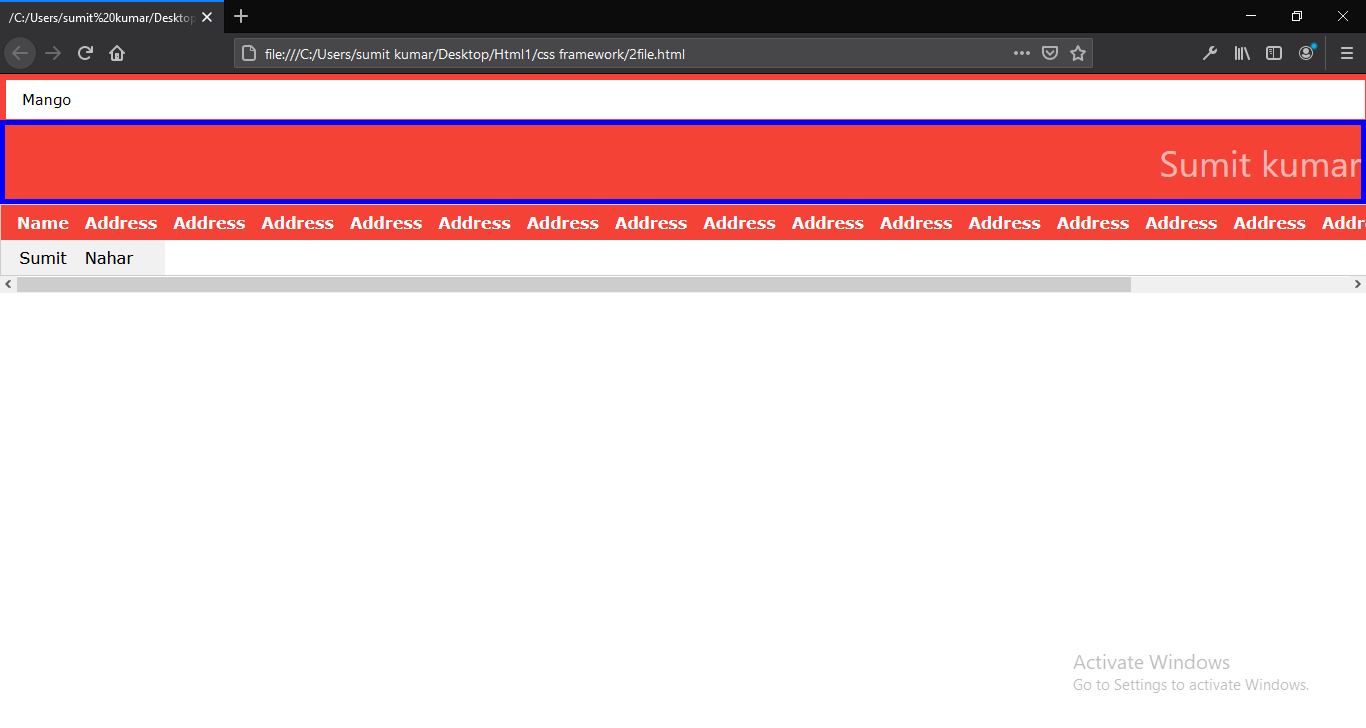 /C:/Users/sumit%20kumar/Deskto
file:///C:/Users/sumit kumar/Desktop/Html1/css framework/2file.html
Mango
Sumit kumar
Name Address Address Address Address Address Address Address Address Address Address Address Address Address Address Addr
Sumit Nahar
Activate Windows
Go to Settings to activate Windows.